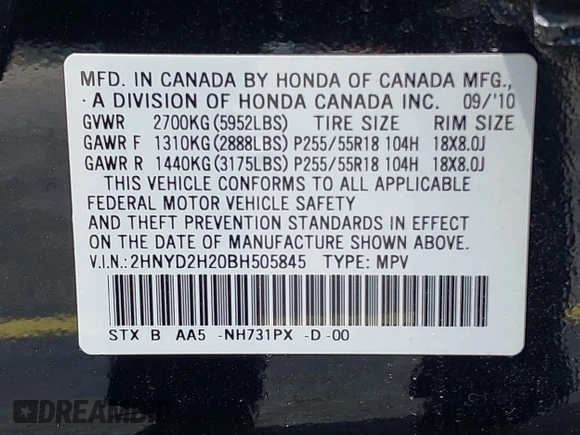 MFD. IN CANADA BY HONDA OF CANADA MFG.,
A DIVISION OF HONDA CANADA INC. 09/'10
GVWR 2700KG(5952LBS) TIRE SIZE RIM SIZE
GAWR F 1310KG(2888LBS)P255/55R18 104H 18X8.0J
GAWR R 1440KG(3175LBS)P255/55R18 104H 18X8.0J
THIS VEHICLE CONFORMS TO ALL APPLICABLE
FEDERAL MOTOR VEHICLE SAFETY
AND THEFT PREVENTION STANDARDS IN EFFECT
ON THE DATE OF MANUFACTURE SHOWN ABOVE.
V.I.N.:2HNYD2H20BH505845 TYPE: MPV
STX B AA5 -NH731PX -D -00
DREAMBID